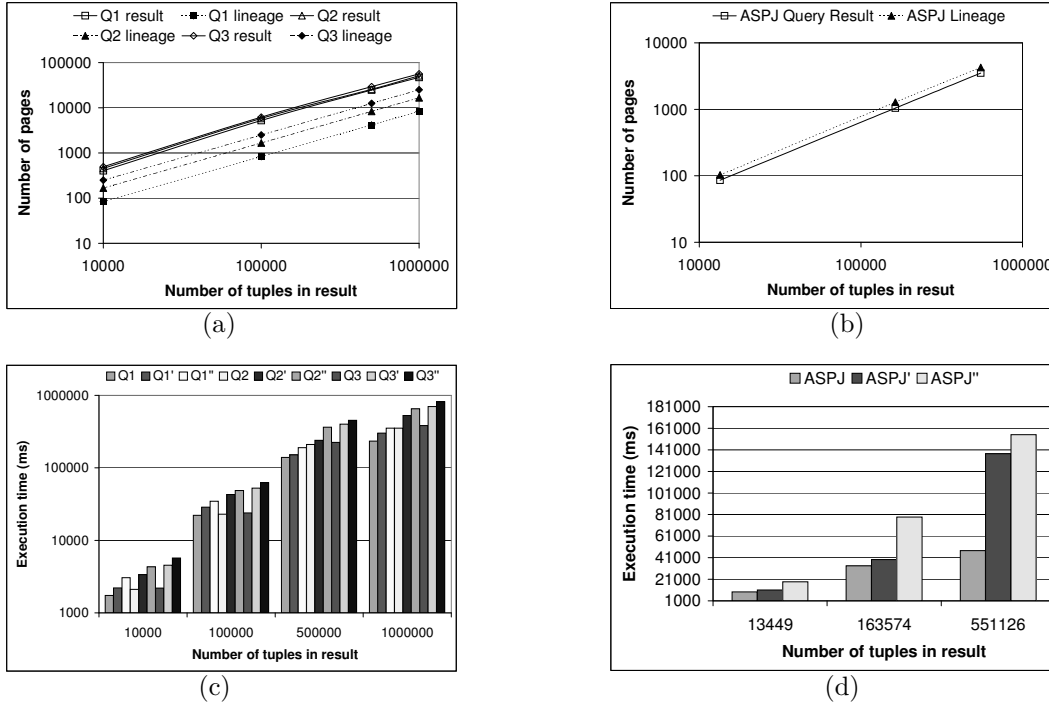 Q1 result Q1 lineage Q2 result
Q2 lineage Q3 result Q3 lineage
100000
10000
1000
100
10
Number of pages
10000 100000 1000000
Number of tuples in result
(a)
ASPJ Query Result ASPJ Lineage
10000
1000
100
10
Number of pages
10000 100000 1000000
Number of tuples in resut
(b)
Q1 Q1' Q1" Q2 Q2' Q2" Q3 Q3' Q3"
1000000
100000
10000
1000
Execution time (ms)
10000 100000 500000 1000000
Number of tuples in result
(c)
ASPJ ASPJ' ASPJ"
181000
161000
141000
121000
101000
81000
61000
41000
21000
1000
Execution time (ms)
13449 163574 551126
Number of tuples in result
(d)